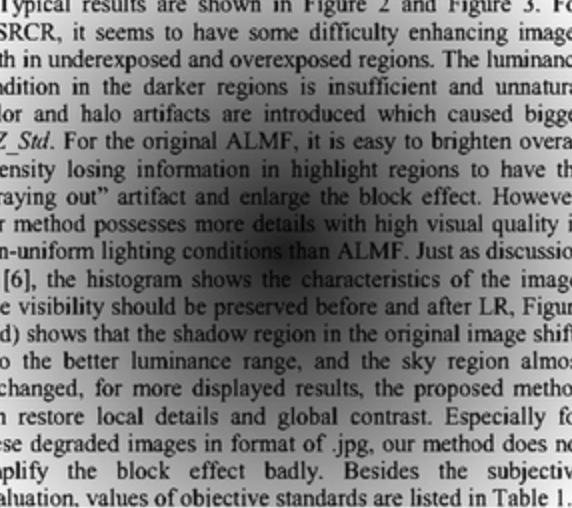 Typical results are shown in Figure 2 and Figure 3. Fo
SRCR, it seems to have some difficulty enhancing image
th in underexposed and overexposed regions. The luminanc
ndition in the darker regions is insufficient and unnatura
lor and halo artifacts are introduced which caused bigge
Z_Std. For the original ALMF, it is easy to brighten overa
ensity losing information in highlight regions to have th
raying out” artifact and enlarge the block effect. Howeve
r method possesses more details with high visual quality i
n-uniform lighting conditions than ALMF. Just as discussio
[6], the histogram shows the characteristics of the image
e visibility should be preserved before and after LR, Figur
d) shows that the shadow region in the original image shift
o the better luminance range, and the sky region almos
changed, for more displayed results, the proposed metho
n restore local details and global contrast. Especially fo
ese degraded images in format of .jpg, our method does no
nplify the block effect badly. Besides the subjectiv
aluation, values of objective standards are listed in Table 1.